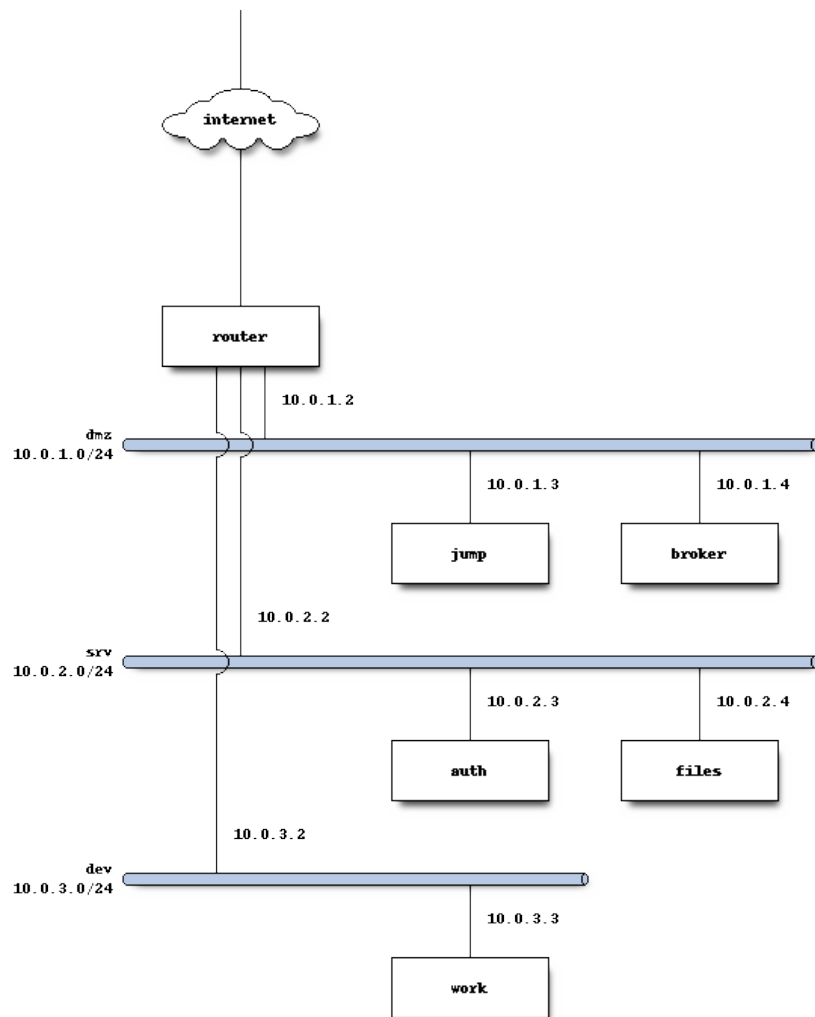 internet
router
10.0.1.2
dmz
10.0.1.0/24
10.0.1.3
10.0.1.4
jump
broker
10.0.2.2
srv
10.0.2.0/24
10.0.2.3
10.0.2.4
auth
files
10.0.3.2
dev
10.0.3.0/24
10.0.3.3
work